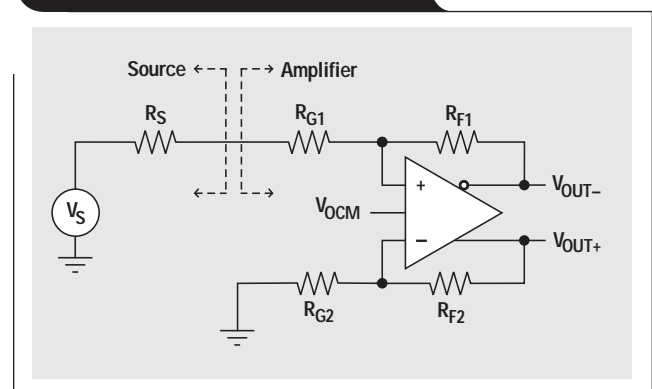 Source Amplifier
RS RG1 RF1
+ VOUT–
VS VOCM
– VOUT+
RG2 RF2